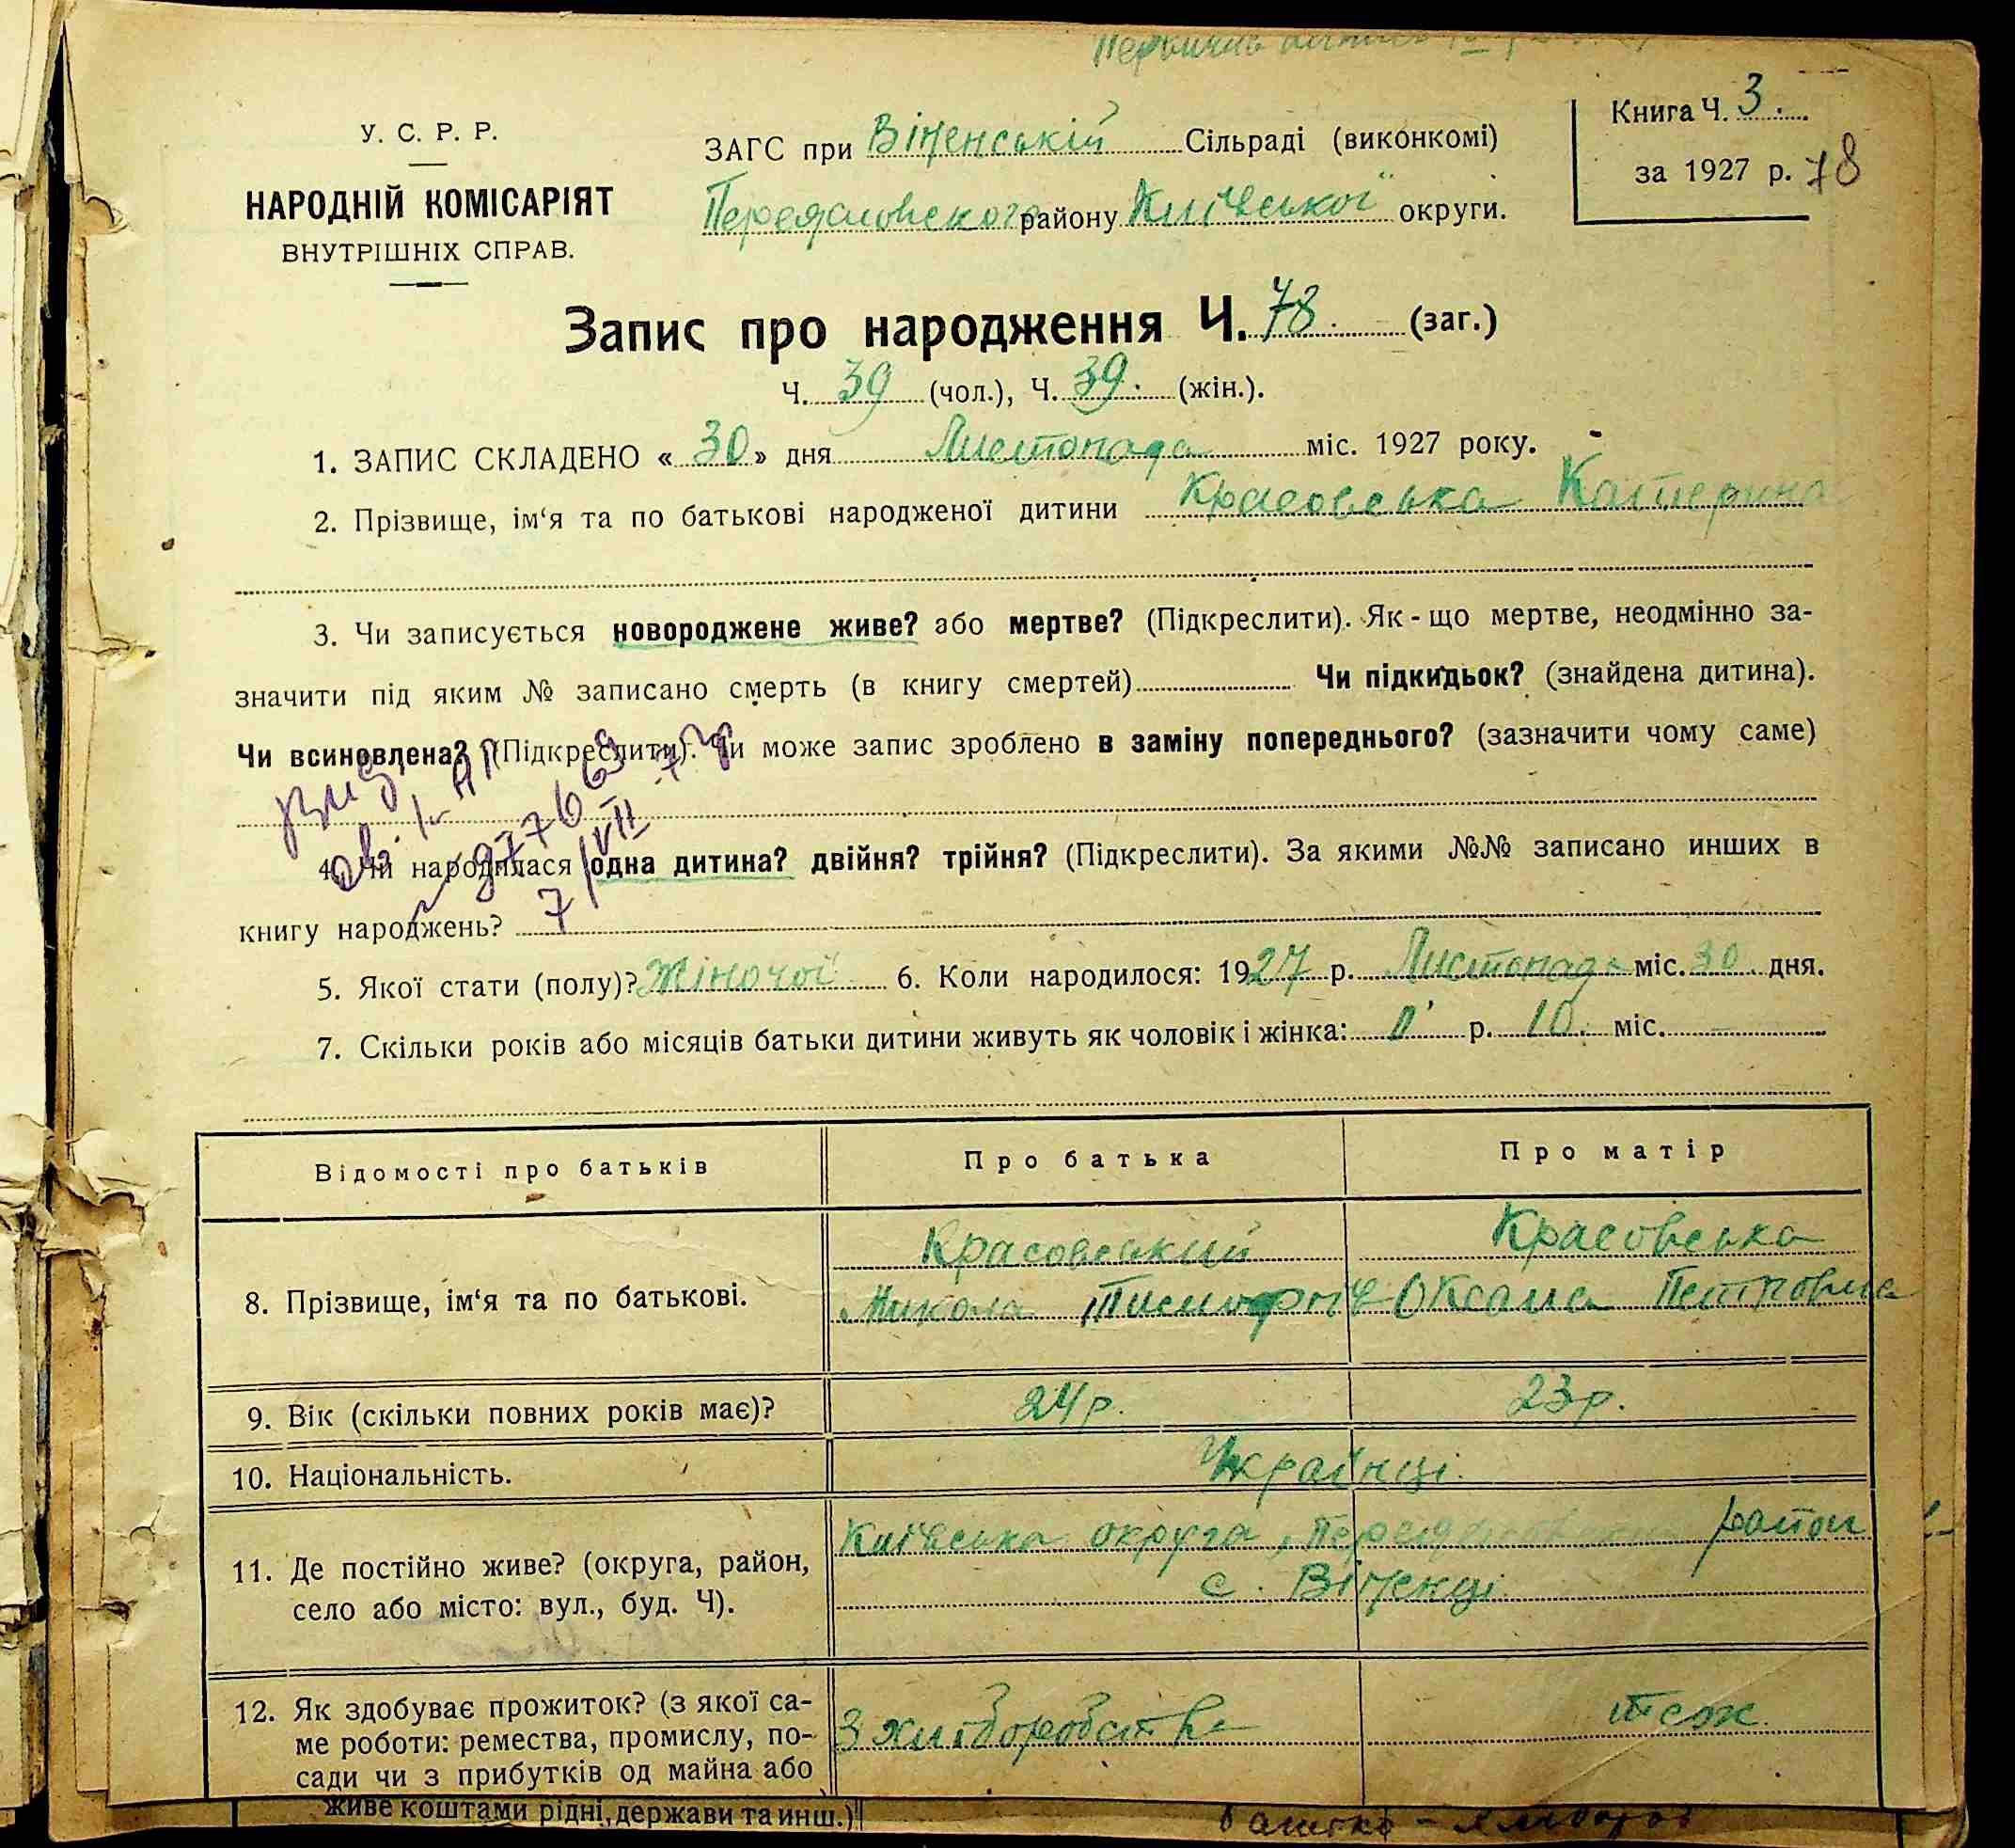 Первичний
У. С. Р. Р.
НАРОДНІЙ КОМІСАРІЯТ
ВНУТРІШНІХ СПРАВ.
ЗАГС при Віненській Сільраді (виконкомі)
району Київської округи.
Книга Ч. 3.
за 1927 р. 78
Запис про народження Ч. 78. (заг.)
Ч. 39 (чол.), Ч. 39. (жін.).
1. ЗАПИС СКЛАДЕНО « 30 » дня Листопада міс. 1927 року.
2. Прізвище, ім‘я та по батькові народженої дитини Красовська Катерина
3. Чи записується новороджене живе? або мертве? (Підкреслити). Як - що мертве, неодмінно за-
значити під яким № записано смерть (в книгу смертей) Чи підкидьок? (знайдена дитина).
Чи всиновлена? (Підкреслити). Чи може запис зроблено в заміну попереднього? (зазначити чому саме)
4. Чи народилася одна дитина? двійня? трійня? (Підкреслити). За якими №№ записано инших в
книгу народжень?
7/VII
5. Якої стати (полу)? Жіночої 6. Коли народилося: 1927 р. Листопада міс. 30 дня.
7. Скільки років або місяців батьки дитини живуть як чоловік і жінка: р. 10. міс. –
Відомості про батьків Про батька Про матір
Красовський Красовська
8. Прізвище, ім‘я та по батькові. Микола Оксана Петровна
9. Вік (скільки повних років має)? 24 р. 23 р.
10. Національність. Українці.
Київська округа, район
11. Де постійно живе? (округа, район,
село або місто: вул., буд. Ч).
с. Віненці
12. Як здобуває прожиток? (з якої са-
ме роботи: ремества, промислу, по-
сади чи з прибутків од майна або
живе коштами рідні, держави та инш.)
З хліборобства тож